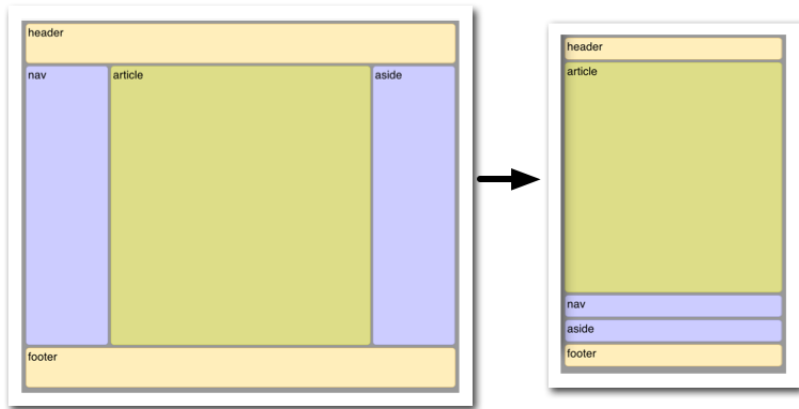 header
nav
article
aside
footer
header
article
nav
aside
footer